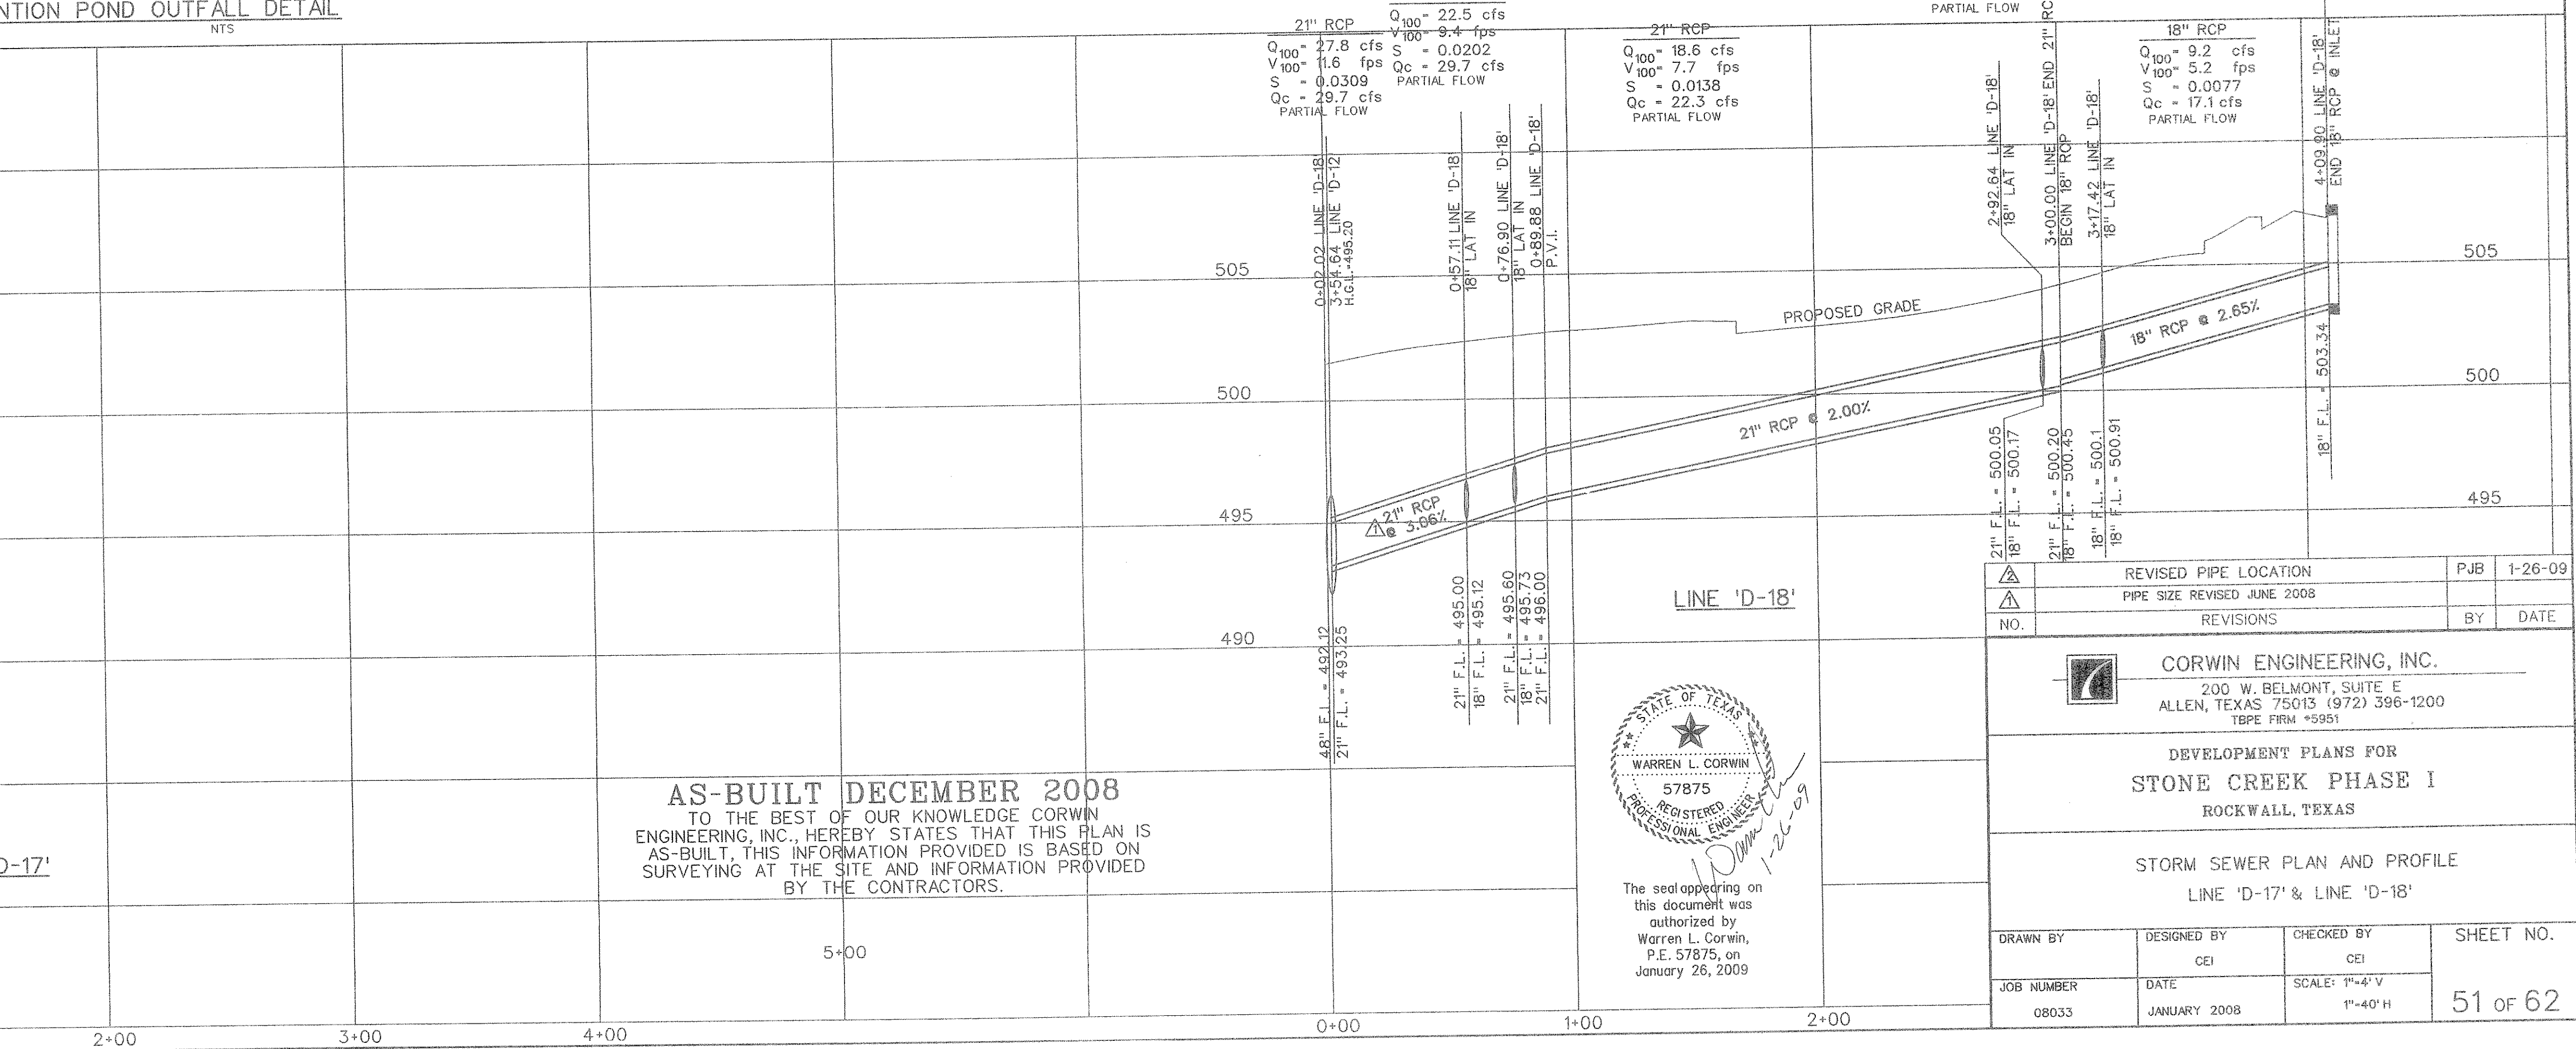 NTION POND OUTFALL DETAIL
NTS
21" RCP
Q100= 27.8 cfs
V100= 11.6 fps
S = 0.0309
Qc = 29.7 cfs
PARTIAL FLOW
Q100= 22.5 cfs
V100= 9.4 fps
S = 0.0202
Qc = 29.7 cfs
PARTIAL FLOW
21" RCP
Q100= 18.6 cfs
V100= 7.7 fps
S = 0.0138
Qc = 22.3 cfs
PARTIAL FLOW
PARTIAL FLOW
18" RCP
Q100= 9.2 cfs
V100= 5.2 fps
S = 0.0077
Qc = 17.1 cfs
PARTIAL FLOW
0+02.02 LINE 'D-18'
3+54.64 LINE 'D-12'
H.G.L.=495.20
0+57.11 LINE 'D-18'
18" LAT IN
0+76.90 LINE 'D-18'
18" LAT IN
0+89.88 LINE 'D-18'
P.V.I.
2+92.64 LINE 'D-18'
18" LAT IN
3+00.00 LINE 'D-18' END 21" RC
BEGIN 18" RCP
3+17.42 LINE 'D-18'
18" LAT IN
4+09.90 LINE 'D-18'
END 18" RCP @ INLE
505
505
PROPOSED GRADE
18" RCP @ 2.65%
500
500
21" RCP @ 2.00%
495
495
1
21" RCP
@ 3.06%
490
48" F.L. = 492.12
21" F.L. = 493.25
21" F.L. = 495.00
18" F.L. = 495.12
21" F.L. = 495.60
18" F.L. = 495.73
21" F.L. = 496.00
21" F.L. = 500.05
18" F.L. = 500.17
21" F.L. = 500.20
18" F.L. = 500.45
18" F.L. = 500.1
18" F.L. = 500.91
18" F.L. = 503.34
LINE 'D-18'
2 REVISED PIPE LOCATION PJB 1-26-09
1 PIPE SIZE REVISED JUNE 2008
NO. REVISIONS BY DATE
CORWIN ENGINEERING, INC.
200 W. BELMONT, SUITE E
ALLEN, TEXAS 75013 (972) 396-1200
TBPE FIRM #5951
DEVELOPMENT PLANS FOR
STONE CREEK PHASE I
ROCKWALL, TEXAS
STORM SEWER PLAN AND PROFILE
LINE 'D-17' & LINE 'D-18'
DRAWN BY
DESIGNED BY
CEI
CHECKED BY
CEI
SHEET NO.
51 OF 62
JOB NUMBER
08033
DATE
JANUARY 2008
SCALE: 1"=4' V
1"=40' H
STATE OF TEXAS
WARREN L. CORWIN
57875
REGISTERED
PROFESSIONAL ENGINEER
1-26-09
The seal appearing on
this document was
authorized by
Warren L. Corwin,
P.E. 57875, on
January 26, 2009
AS-BUILT DECEMBER 2008
TO THE BEST OF OUR KNOWLEDGE CORWIN
ENGINEERING, INC., HEREBY STATES THAT THIS PLAN IS
AS-BUILT, THIS INFORMATION PROVIDED IS BASED ON
SURVEYING AT THE SITE AND INFORMATION PROVIDED
BY THE CONTRACTORS.
D-17'
5+00
2+00
3+00
4+00
0+00
1+00
2+00